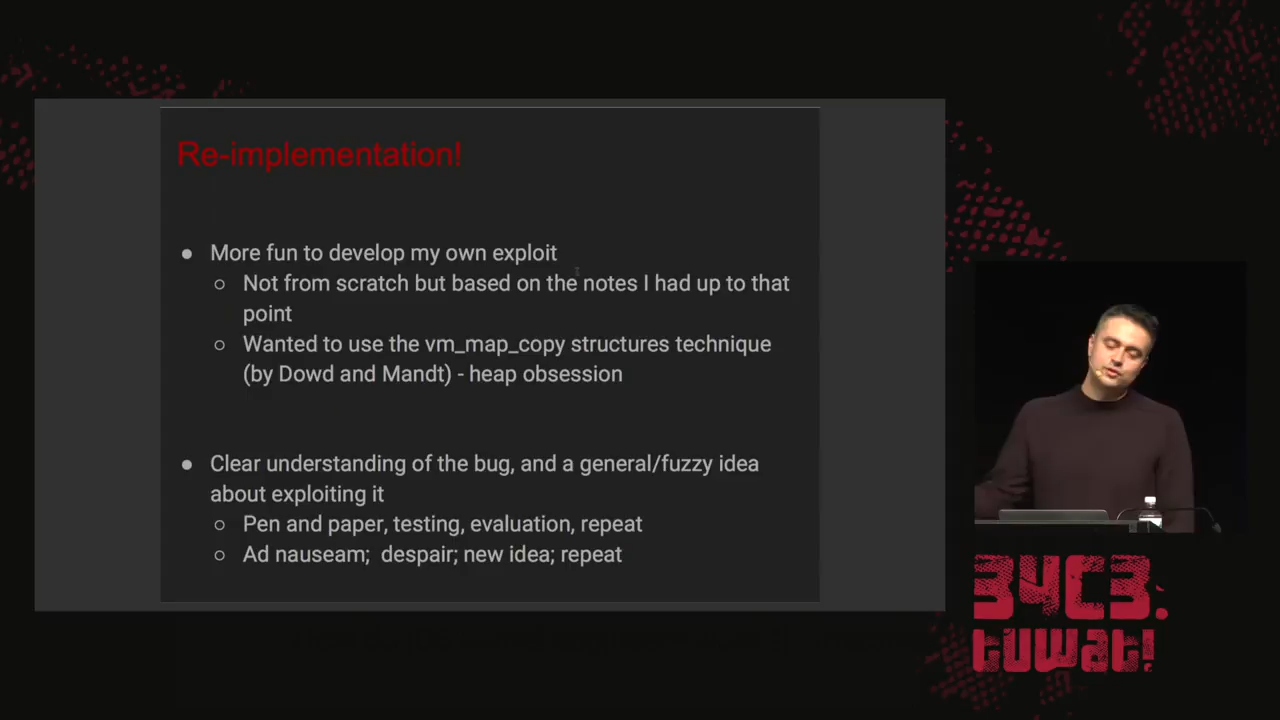 Re-implementation!
● More fun to develop my own exploit
○ Not from scratch but based on the notes I had up to that
point
○ Wanted to use the vm_map_copy structures technique
(by Dowd and Mandt) - heap obsession
● Clear understanding of the bug, and a general/fuzzy idea
about exploiting it
○ Pen and paper, testing, evaluation, repeat
○ Ad nauseam; despair; new idea; repeat
34C3.
tuwat!